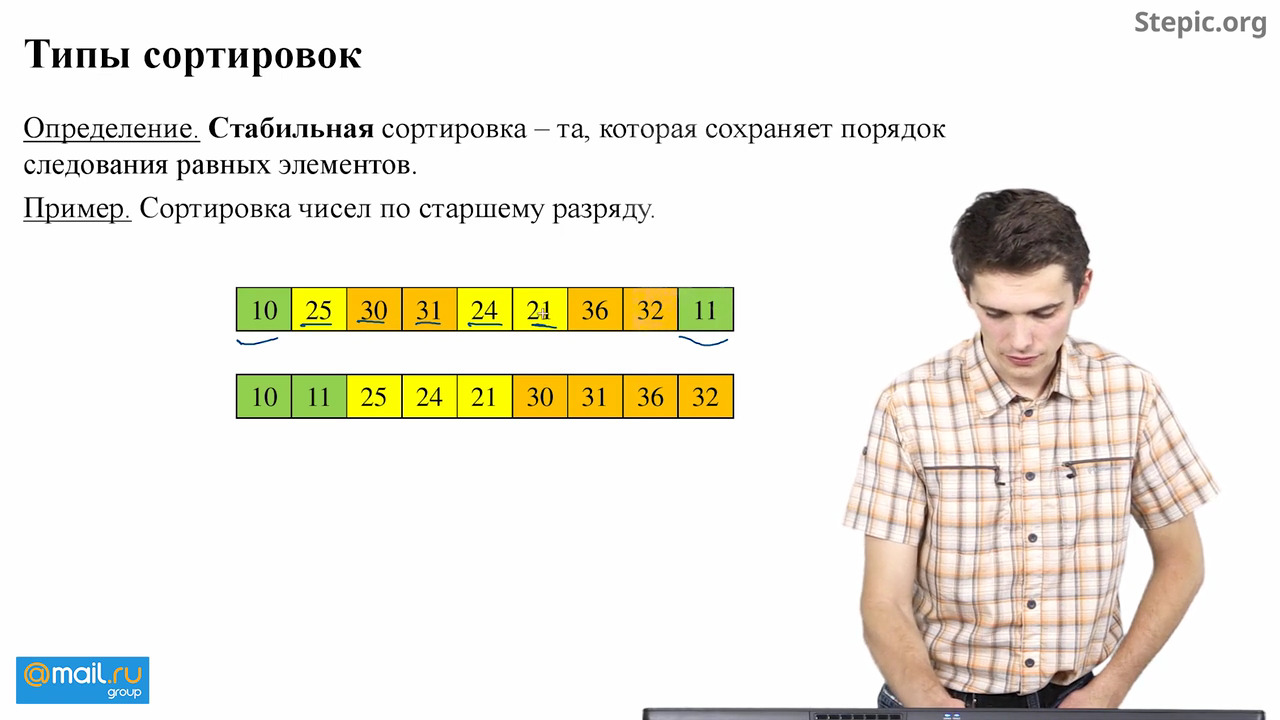 Stepic.org
Типы сортировок
Определение. Стабильная сортировка – та, которая сохраняет порядок
следования равных элементов.
Пример. Сортировка чисел по старшему разряду.
10 25 30 31 24 21 36 32 11
10 11 25 24 21 30 31 36 32
@mail.ru
group